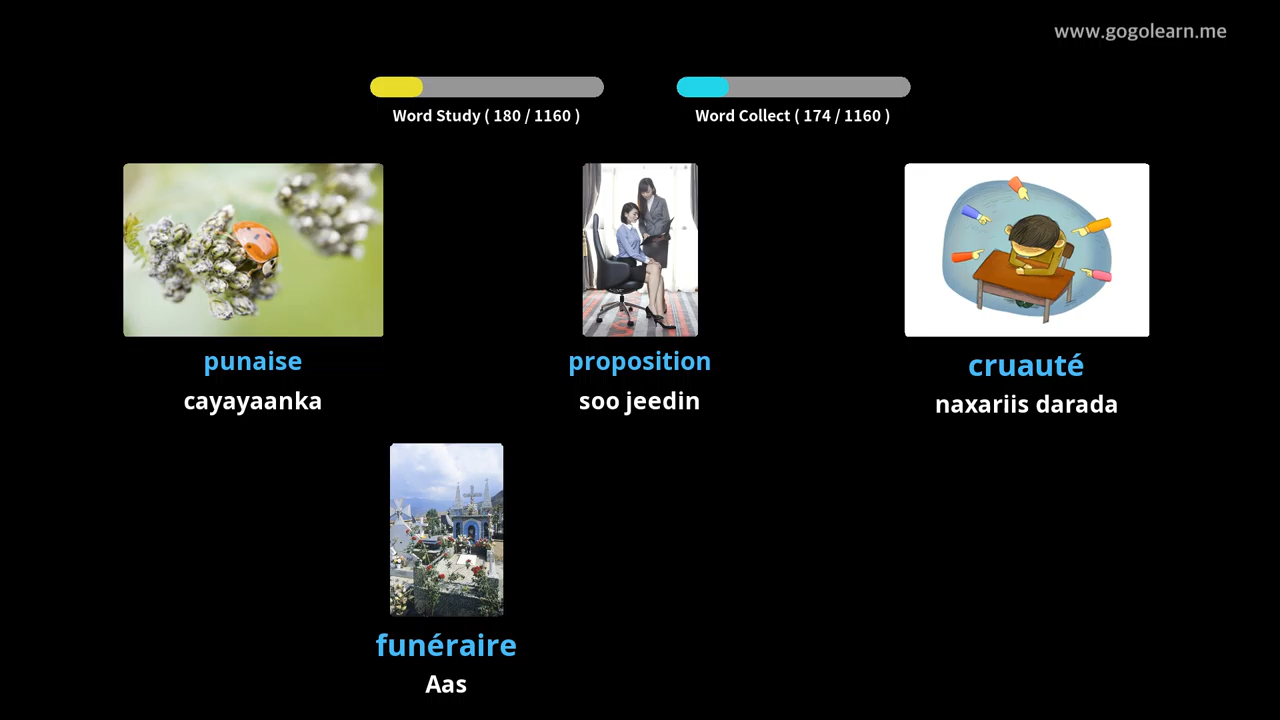 www.gogolearn.me
Word Study ( 180 / 1160 )
Word Collect ( 174 / 1160 )
punaise
cayayaanka
proposition
soo jeedin
cruauté
naxariis darada
funéraire
Aas